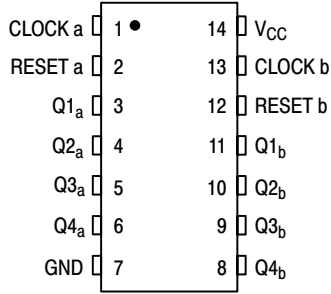 CLOCK a 1 14 VCC
RESET a 2 13 CLOCK b
Q1a 3 12 RESET b
Q2a 4 11 Q1b
Q3a 5 10 Q2b
Q4a 6 9 Q3b
GND 7 8 Q4b